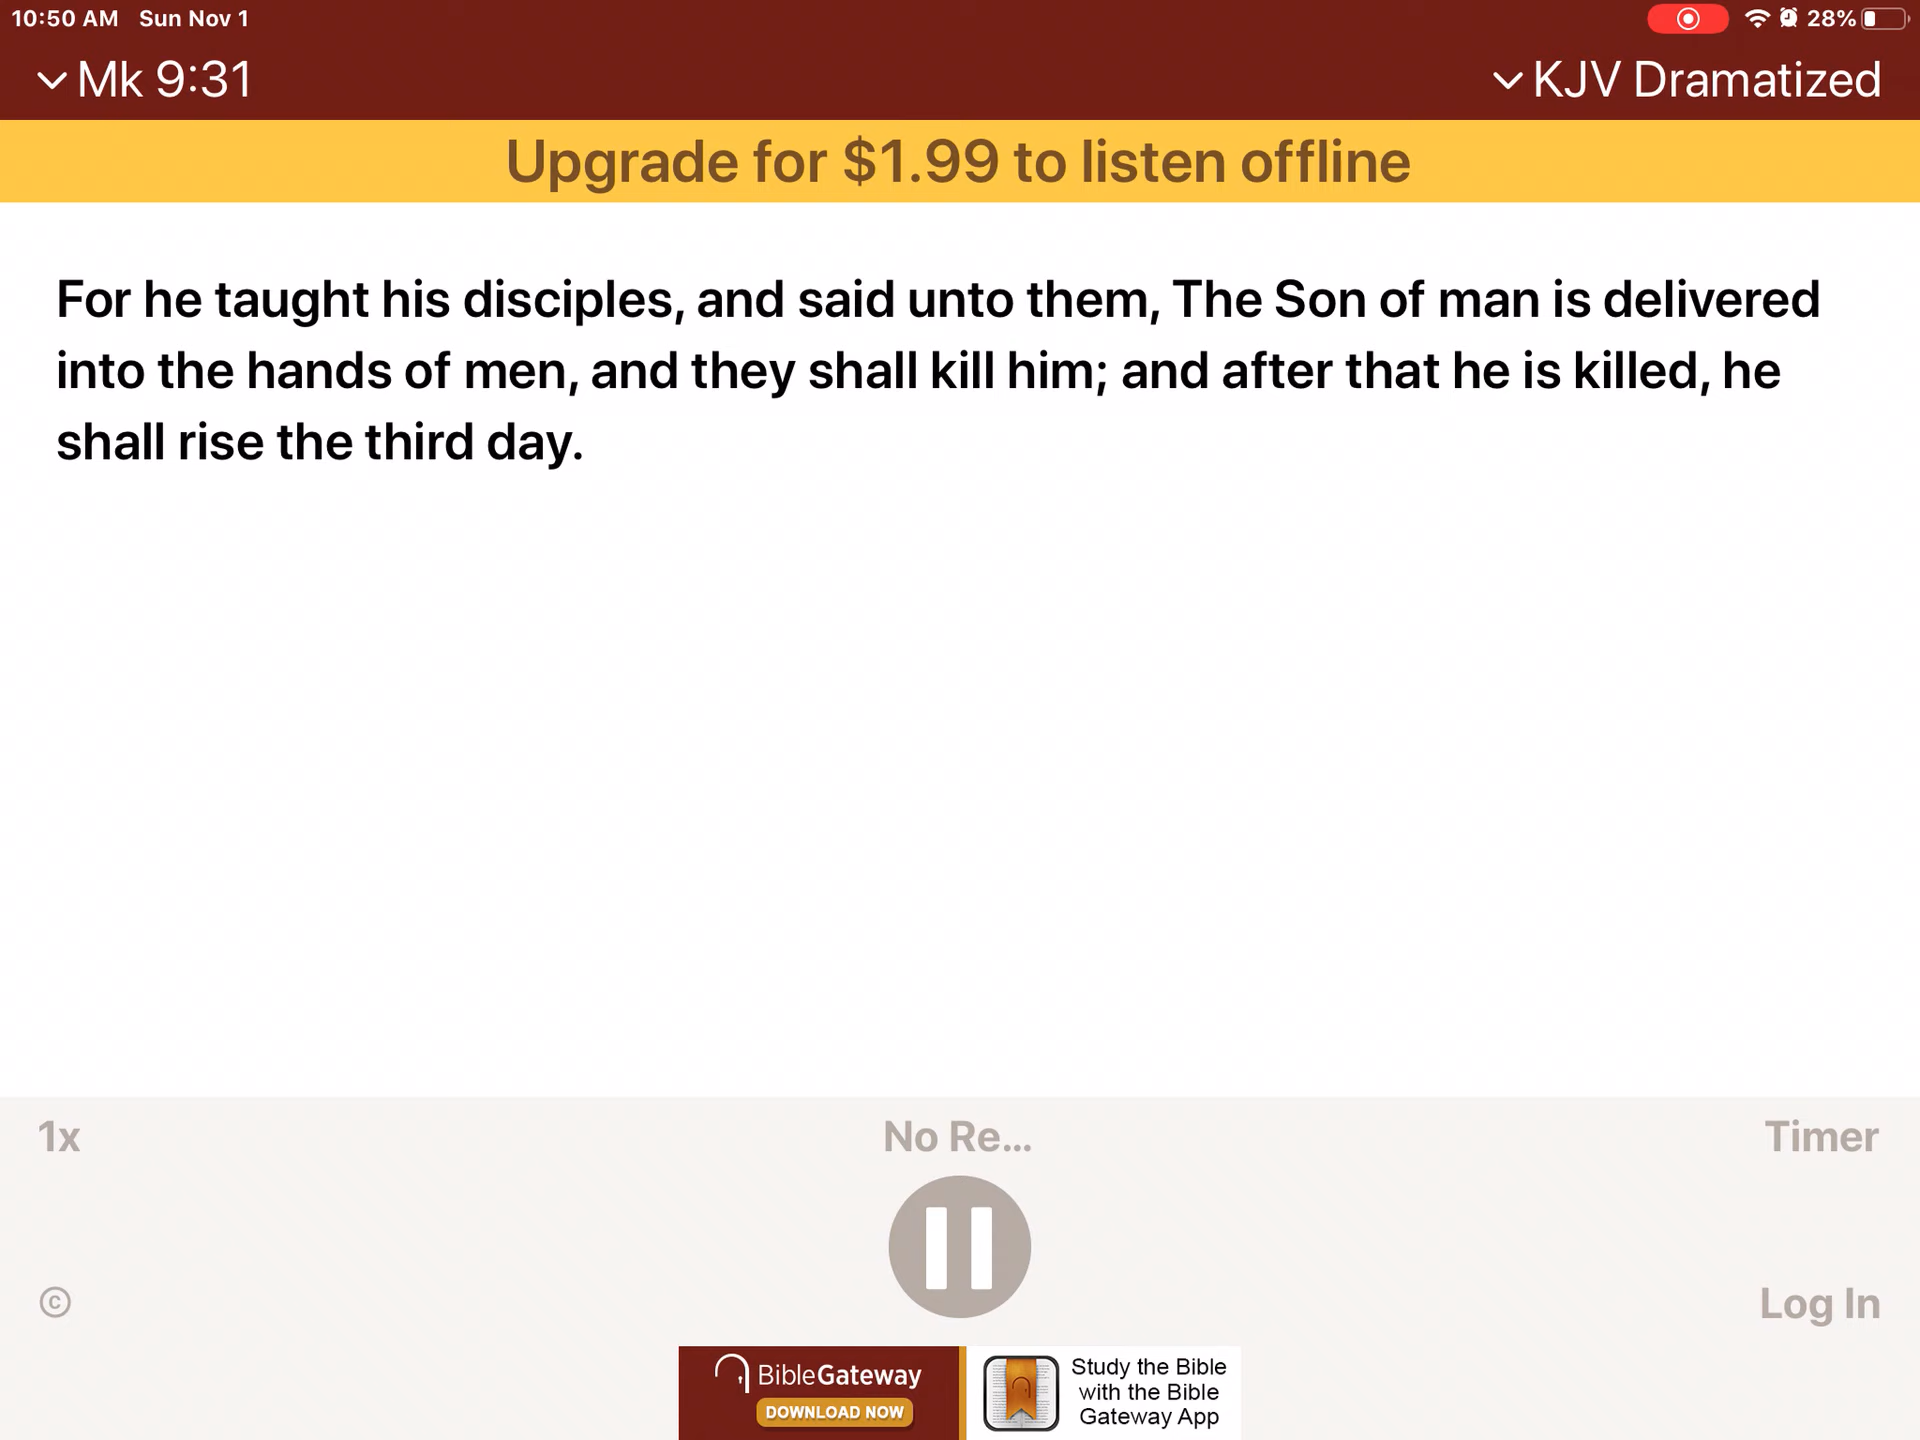 10:50 AM Sun Nov 1
28%
Mk 9:31
KJV Dramatized
Upgrade for $1.99 to listen offline
For he taught his disciples, and said unto them, The Son of man is delivered
into the hands of men, and they shall kill him; and after that he is killed, he
shall rise the third day.
1x
No Re...
Timer
©
Log In
BibleGateway
DOWNLOAD NOW
Study the Bible
with the Bible
Gateway App